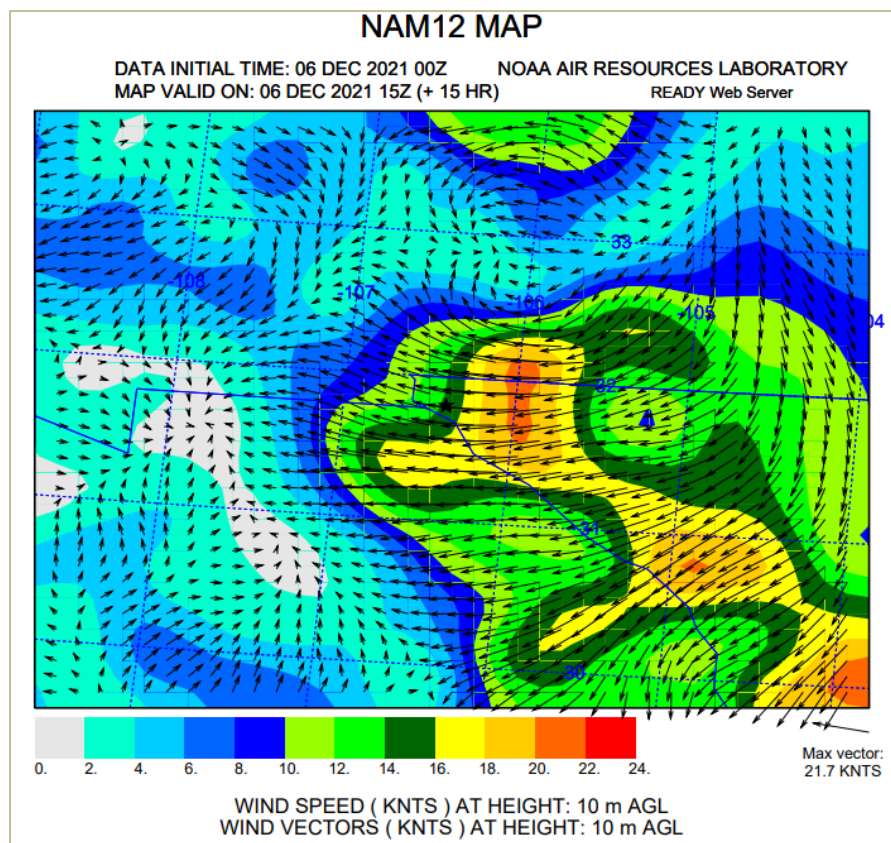 NAM12 MAP
DATA INITIAL TIME: 06 DEC 2021 00Z NOAA AIR RESOURCES LABORATORY
MAP VALID ON: 06 DEC 2021 15Z (+ 15 HR) READY Web Server
33
-108
-107
-106
-105
04
32
31
30
0. 2. 4. 6. 8. 10. 12. 14. 16. 18. 20. 22. 24.
Max vector:
21.7 KNTS
WIND SPEED ( KNTS ) AT HEIGHT: 10 m AGL
WIND VECTORS ( KNTS ) AT HEIGHT: 10 m AGL